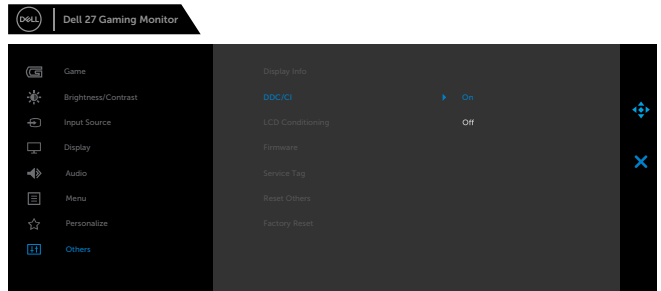 DELL
Dell 27 Gaming Monitor
Game
Brightness/Contrast
Input Source
Display
Audio
Menu
Personalize
Others
Display Info
DDC/CI
LCD Conditioning
Firmware
Service Tag
Reset Others
Factory Reset
On
Off